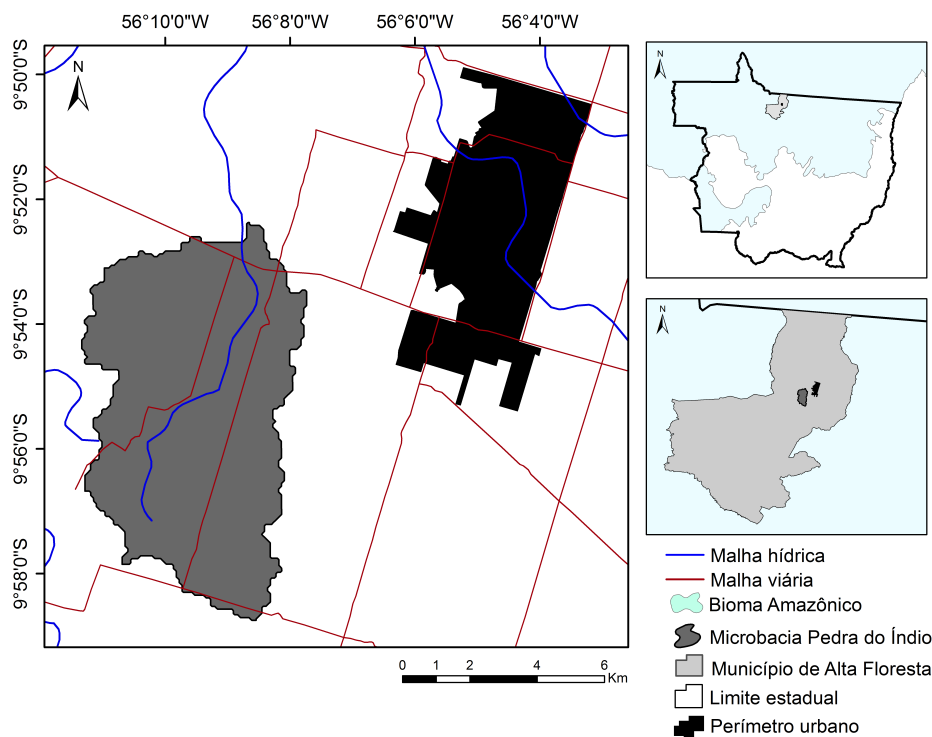 56°10'0"W 56°8'0"W 56°6'0"W 56°4'0"W
9°50'0"S
9°52'0"S
9°54'0"S
9°56'0"S
9°58'0"S
N
N
N
0 1 2 4 6
Km
Malha hídrica
Malha viária
Bioma Amazônico
Microbacia Pedra do Índio
Município de Alta Floresta
Limite estadual
Perímetro urbano